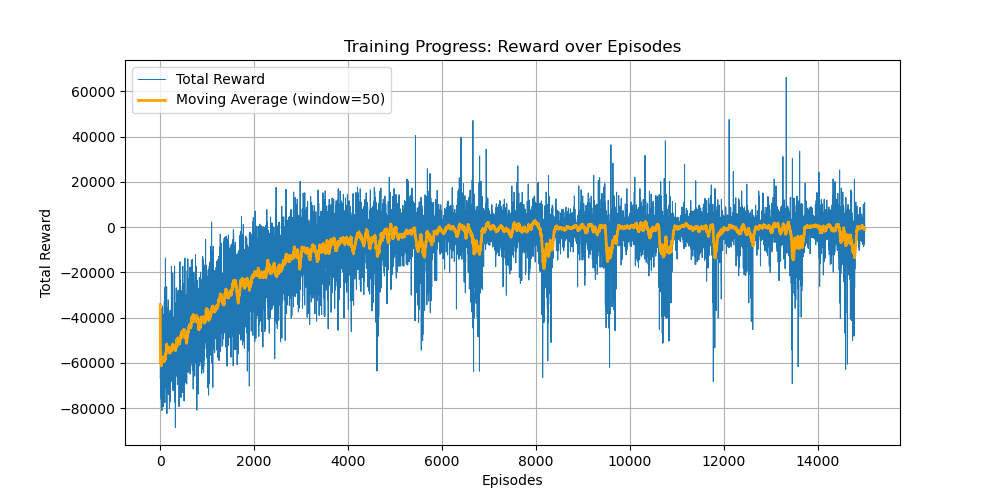 Training Progress: Reward over Episodes
Total Reward
Moving Average (window=50)
60000
40000
20000
0
−20000
−40000
−60000
−80000
Total Reward
0 2000 4000 6000 8000 10000 12000 14000
Episodes